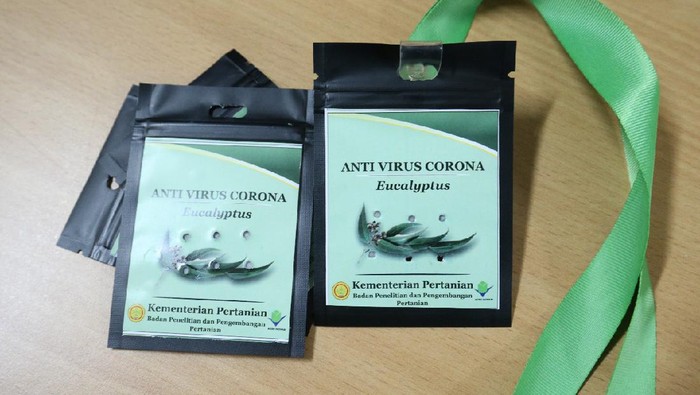 ANTI VIRUS CORONA
Eucalyptus
Kementerian Pertanian
Badan Penelitian dan Pengembangan
Pertanian
ANTI VIRUS CORONA
Eucalyptus
Kementerian Pertanian
Badan Penelitian dan Pengembangan
Pertanian